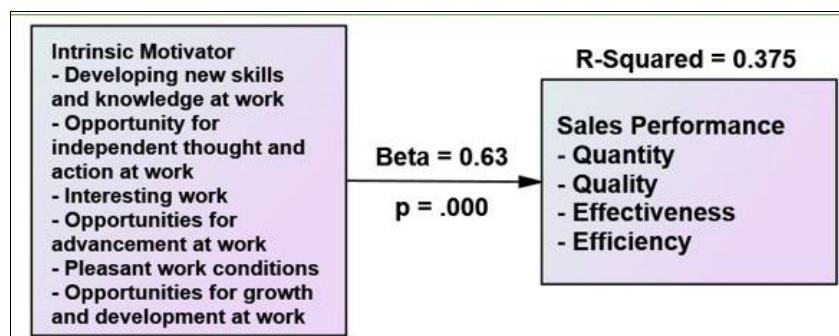 Intrinsic Motivator
- Developing new skills
and knowledge at work
- Opportunity for
independent thought and
action at work
- Interesting work
- Opportunities for
advancement at work
- Pleasant work conditions
- Opportunities for growth
and development at work
Beta = 0.63
p = .000
R-Squared = 0.375
Sales Performance
- Quantity
- Quality
- Effectiveness
- Efficiency